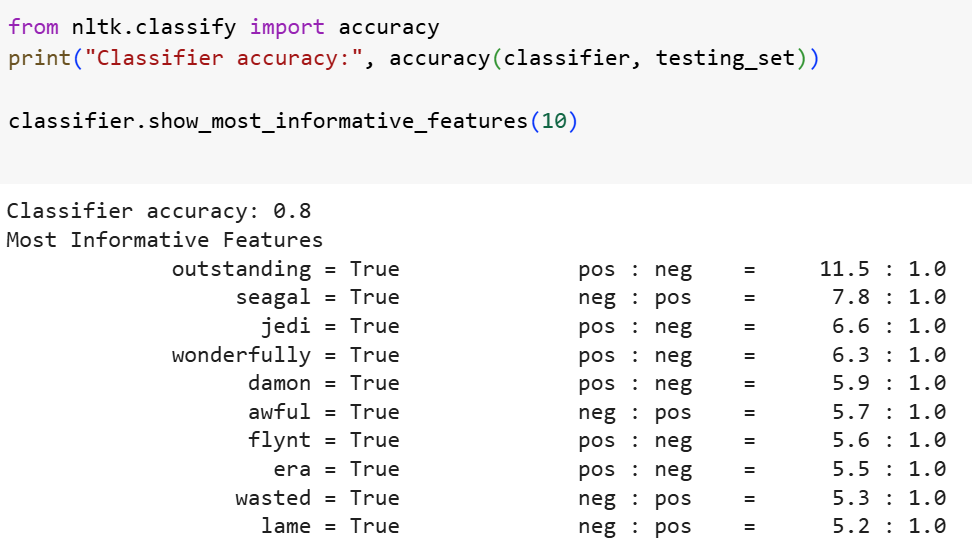 from nltk.classify import accuracy
print("Classifier accuracy:", accuracy(classifier, testing_set))
classifier.show_most_informative_features(10)
Classifier accuracy: 0.8
Most Informative Features
outstanding = True pos : neg = 11.5 : 1.0
seagal = True neg : pos = 7.8 : 1.0
jedi = True pos : neg = 6.6 : 1.0
wonderfully = True pos : neg = 6.3 : 1.0
damon = True pos : neg = 5.9 : 1.0
awful = True neg : pos = 5.7 : 1.0
flynt = True pos : neg = 5.6 : 1.0
era = True pos : neg = 5.5 : 1.0
wasted = True neg : pos = 5.3 : 1.0
lame = True neg : pos = 5.2 : 1.0